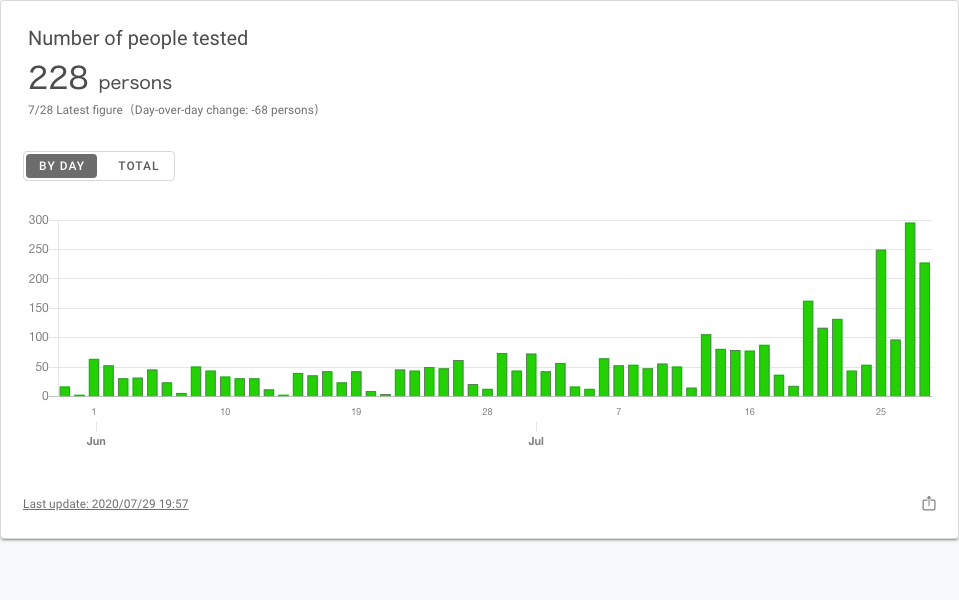 Number of people tested
228 persons
7/28 Latest figure（Day-over-day change: -68 persons）
BY DAY TOTAL
300
250
200
150
100
50
0
1 10 19 28 7 16 25
Jun Jul
Last update: 2020/07/29 19:57